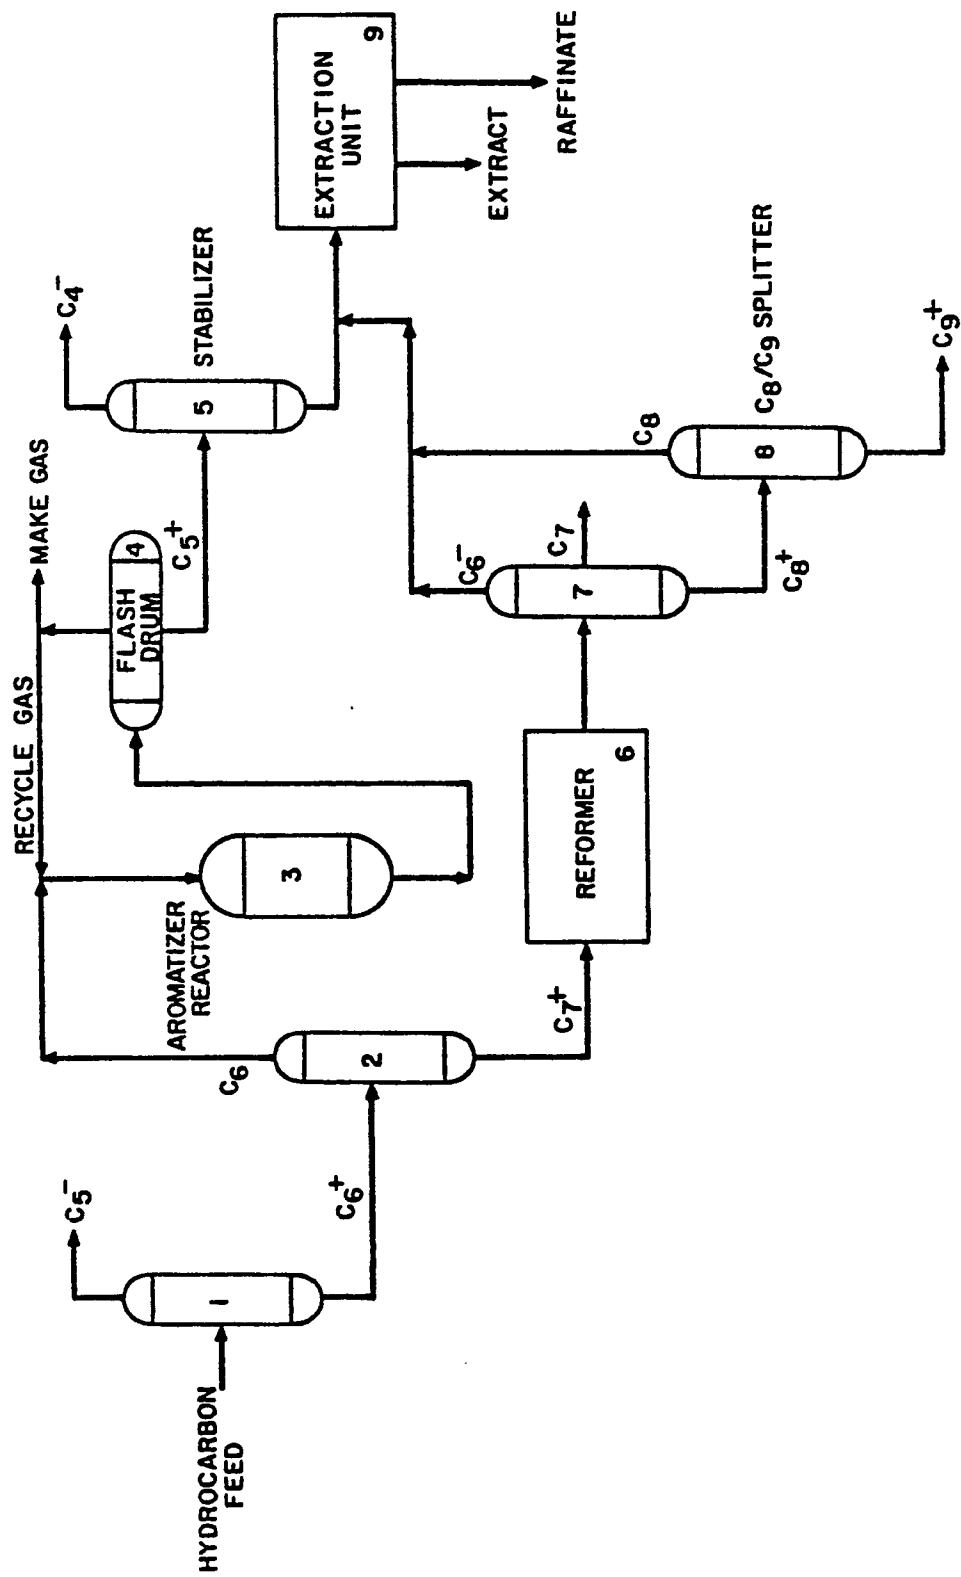 HYDROCARBON
FEED
1
C5-
C6+
2
C6
C7+
AROMATIZER
REACTOR
3
RECYCLE GAS
MAKE GAS
FLASH
DRUM
4
C5+
5
STABILIZER
C4-
REFORMER
6
7
C6-
C7
C8+
8
C8
C8/C9 SPLITTER
C9+
EXTRACTION
UNIT
9
EXTRACT
RAFFINATE